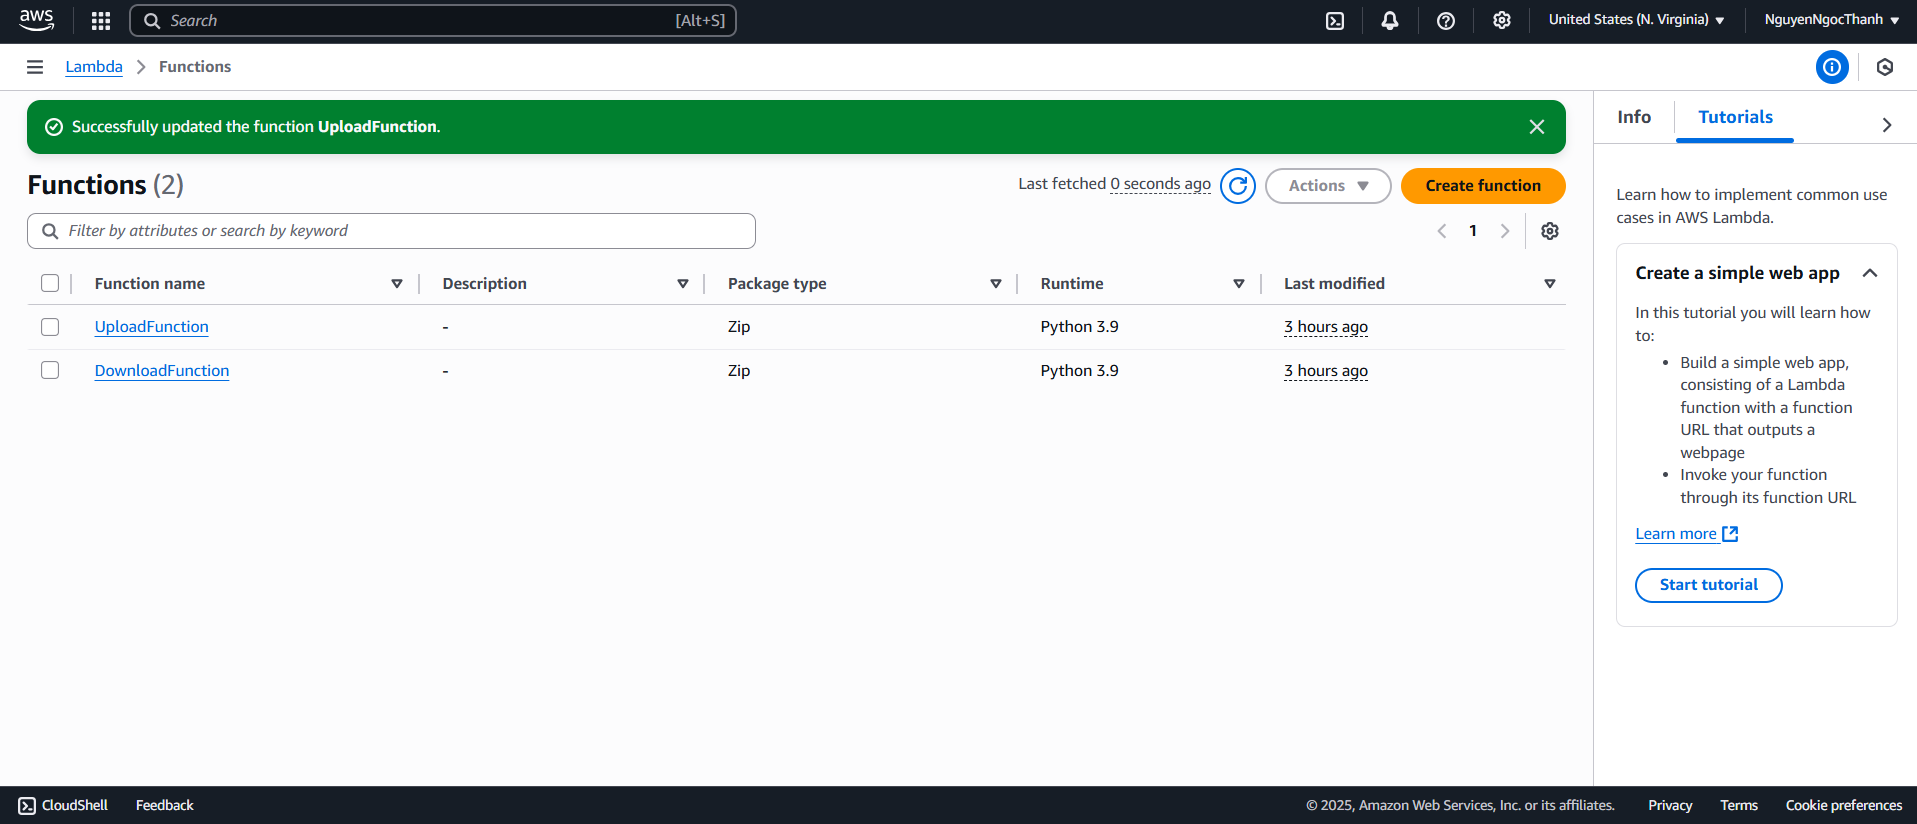 aws
Search
[Alt+S]
United States (N. Virginia)
NguyenNgocThanh
Lambda
Functions
Successfully updated the function UploadFunction.
Functions (2)
Last fetched 0 seconds ago
Actions
Create function
Filter by attributes or search by keyword
1
Function name
Description
Package type
Runtime
Last modified
UploadFunction
-
Zip
Python 3.9
3 hours ago
DownloadFunction
-
Zip
Python 3.9
3 hours ago
Info
Tutorials
Learn how to implement common use
cases in AWS Lambda.
Create a simple web app
In this tutorial you will learn how
to:
• Build a simple web app,
consisting of a Lambda
function with a function
URL that outputs a
webpage
• Invoke your function
through its function URL
Learn more
Start tutorial
CloudShell
Feedback
© 2025, Amazon Web Services, Inc. or its affiliates.
Privacy
Terms
Cookie preferences